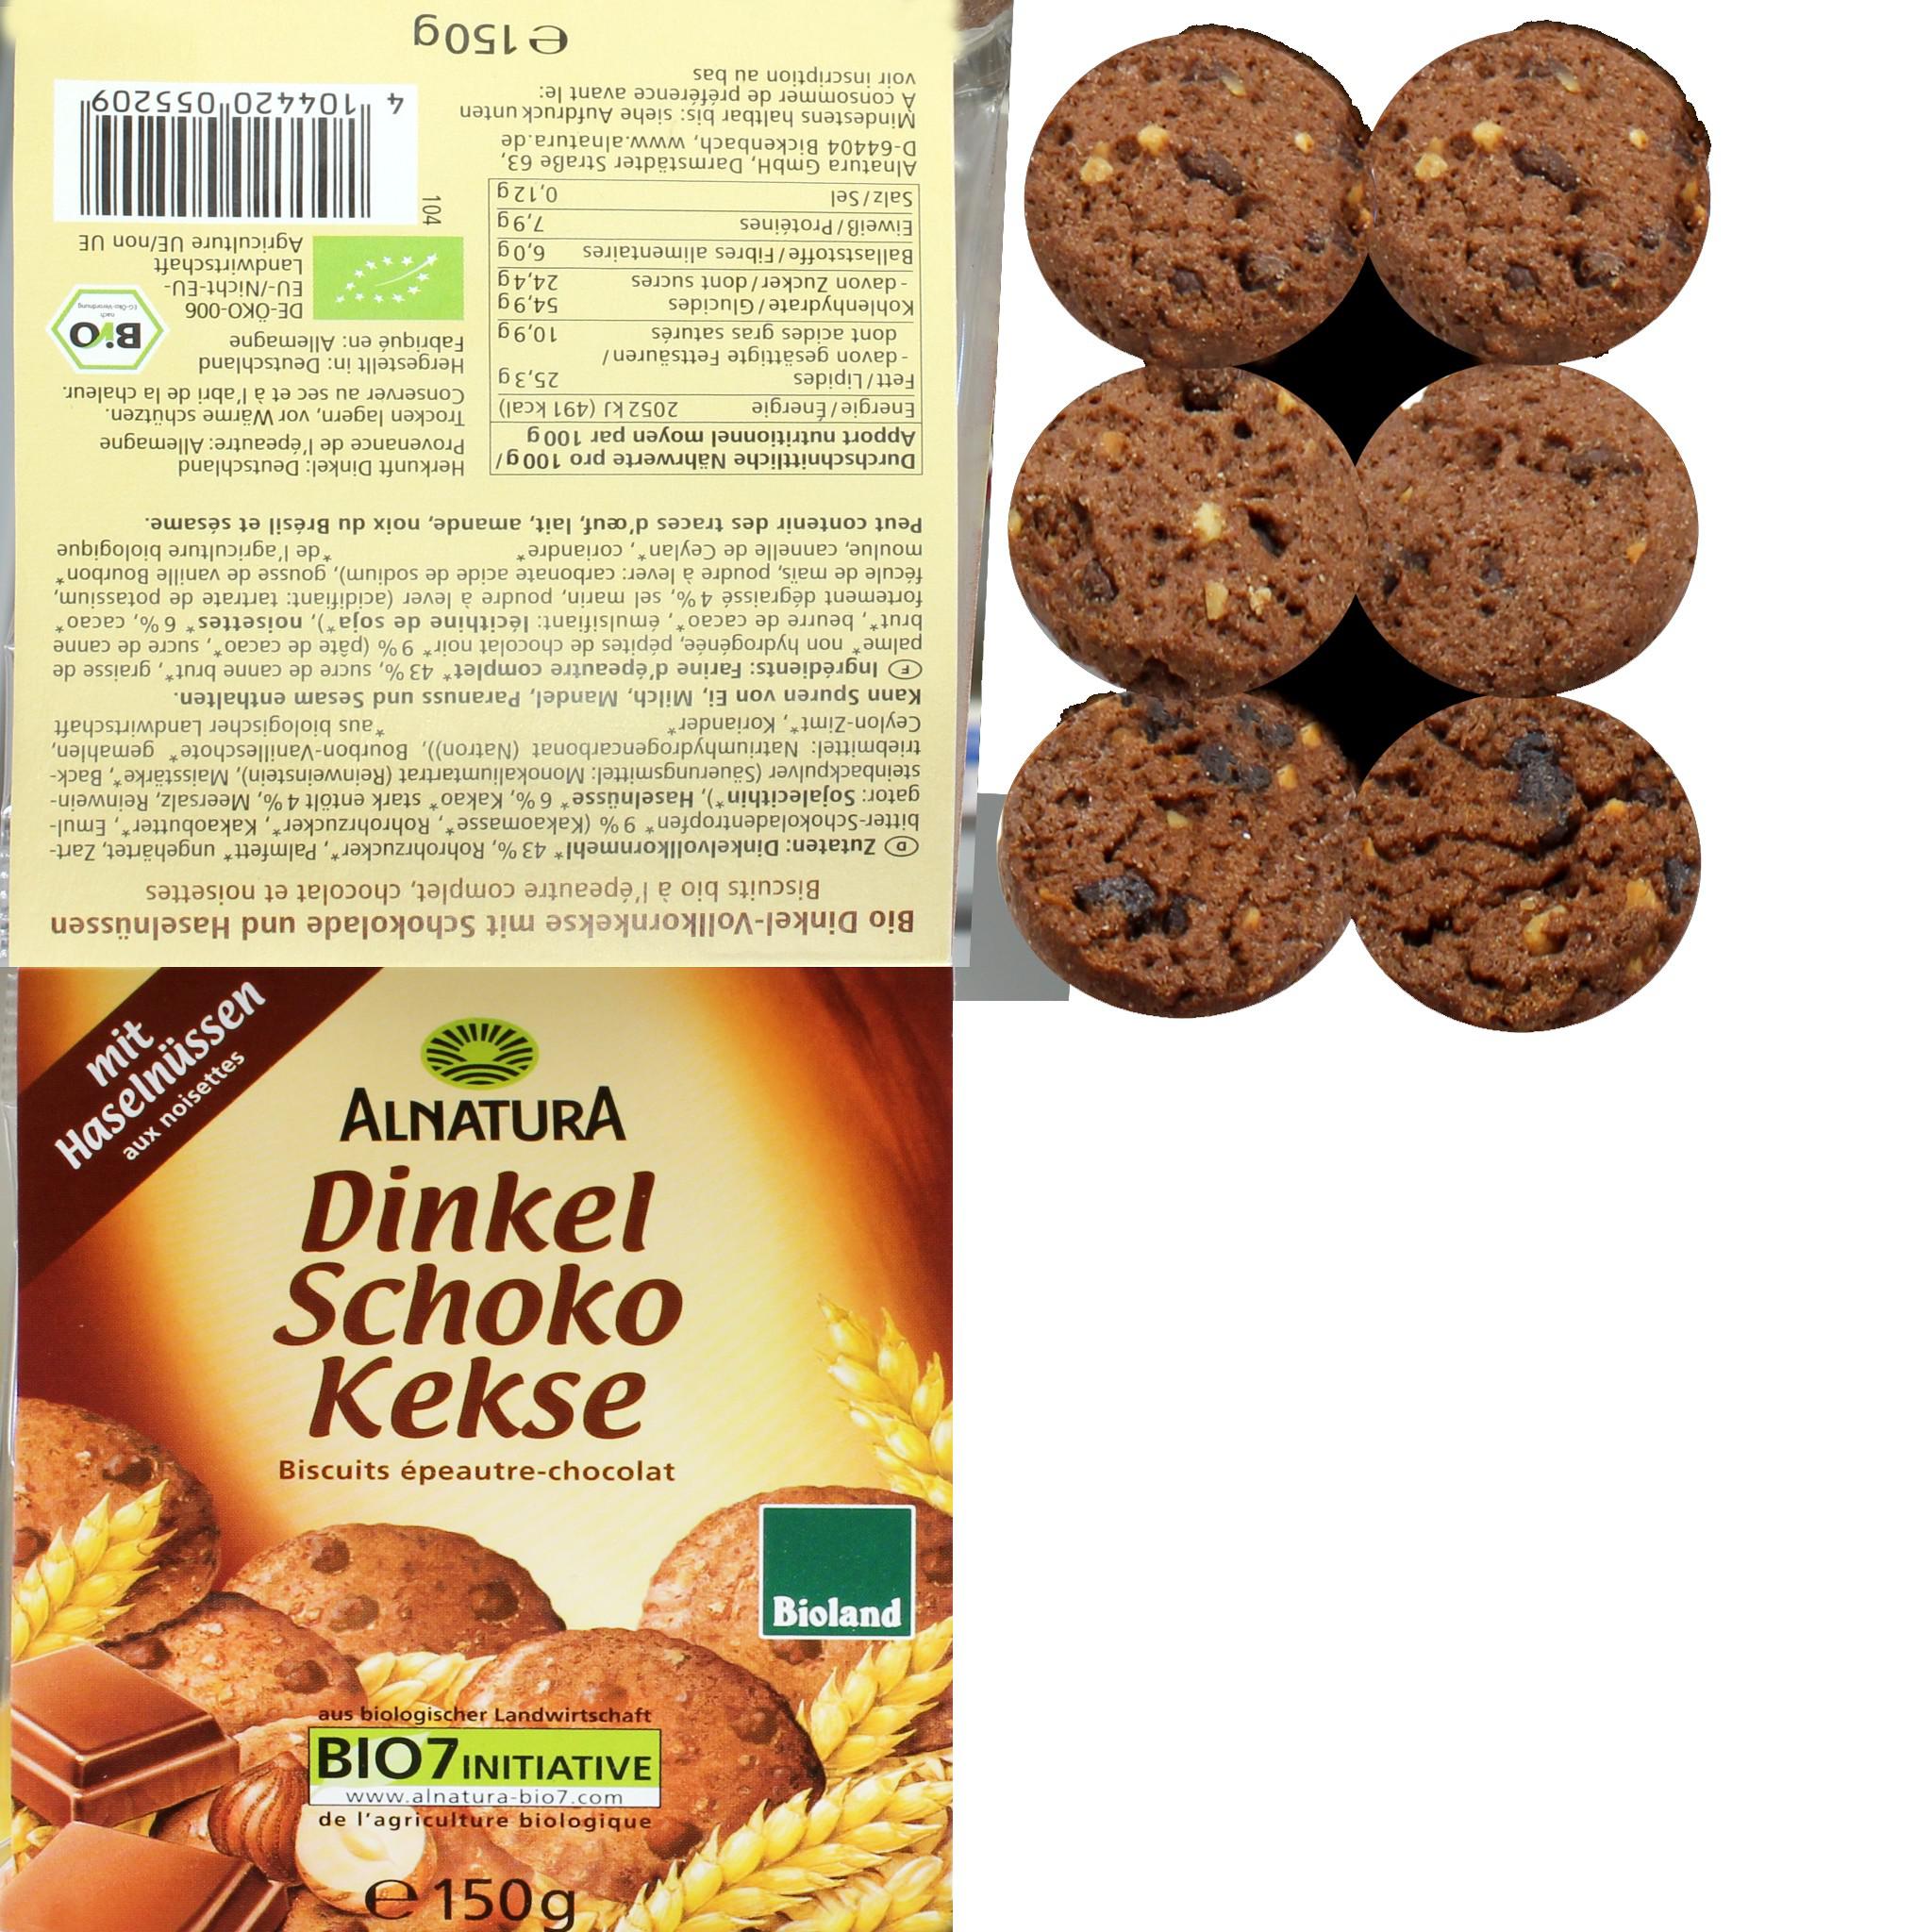 Bio Dinkel-Vollkornkekse mit Schokolade und Haselnüssen
Biscuits bio à l'épeautre complet, chocolat et noisettes
D Zutaten: Dinkelvollkornmehl* 43%, Rohrohrzucker*, Palmfett* ungehärtet, Zart-
bitter-Schokoladentropfen* 9% (Kakaomasse*, Rohrohrzucker*, Kakaobutter*, Emul-
gator: Sojalecithin*), Haselnüsse* 6%, Kakao* stark entölt 4%, Meersalz, Reinwein-
steinbackpulver (Säuerungsmittel: Monokaliumtartrat (Reinweinstein), Maisstärke*, Back-
triebmittel: Natriumhydrogencarbonat (Natron)), Bourbon-Vanilleschote* gemahlen,
Ceylon-Zimt*, Koriander* *aus biologischer Landwirtschaft
Kann Spuren von Ei, Milch, Mandel, Paranuss und Sesam enthalten.
F Ingrédients: Farine d'épeautre complet* 43%, sucre de canne brut*, graisse de
palme* non hydrogénée, pépites de chocolat noir* 9% (pâte de cacao*, sucre de canne
brut*, beurre de cacao*, émulsifiant: lécithine de soja*), noisettes* 6%, cacao*
fortement dégraissé 4%, sel marin, poudre à lever (acidifiant: tartrate de potassium,
fécule de maïs, poudre à lever: carbonate acide de sodium), gousse de vanille Bourbon*
moulue, cannelle de Ceylan*, coriandre* *de l'agriculture biologique
Peut contenir des traces d'œuf, lait, amande, noix du Brésil et sésame.
Durchschnittliche Nährwerte pro 100g/
Apport nutritionnel moyen par 100g
Energie/Énergie 2052 kJ (491 kcal)
Fett/Lipides 25,3g
- davon gesättigte Fettsäuren/
dont acides gras saturés 10,9g
Kohlenhydrate/Glucides 54,9g
- davon Zucker/dont sucres 24,4g
Ballaststoffe/Fibres alimentaires 6,0g
Eiweiß/Protéines 7,9g
Salz/Sel 0,12g
Alnatura GmbH, Darmstädter Straße 63,
D-64404 Bickenbach, www.alnatura.de
Mindestens haltbar bis: siehe Aufdruck unten
À consommer de préférence avant le:
voir inscription au bas
Herkunft Dinkel: Deutschland
Provenance de l'épeautre: Allemagne
Trocken lagern, vor Wärme schützen.
Conserver au sec et à l'abri de la chaleur.
Hergestellt in: Deutschland
Fabriqué en: Allemagne
Bio
nach
EG-Öko-Verordnung
DE-ÖKO-006
EU-/Nicht-EU-
Landwirtschaft
Agriculture UE/non UE
104
4 104420 055209
℮150g
mit
Haselnüssen
aux noisettes
ALNATURA
Dinkel
Schoko
Kekse
Biscuits épeautre-chocolat
Bioland
aus biologischer Landwirtschaft
BIO7INITIATIVE
www.alnatura-bio7.com
de l'agriculture biologique
℮150g